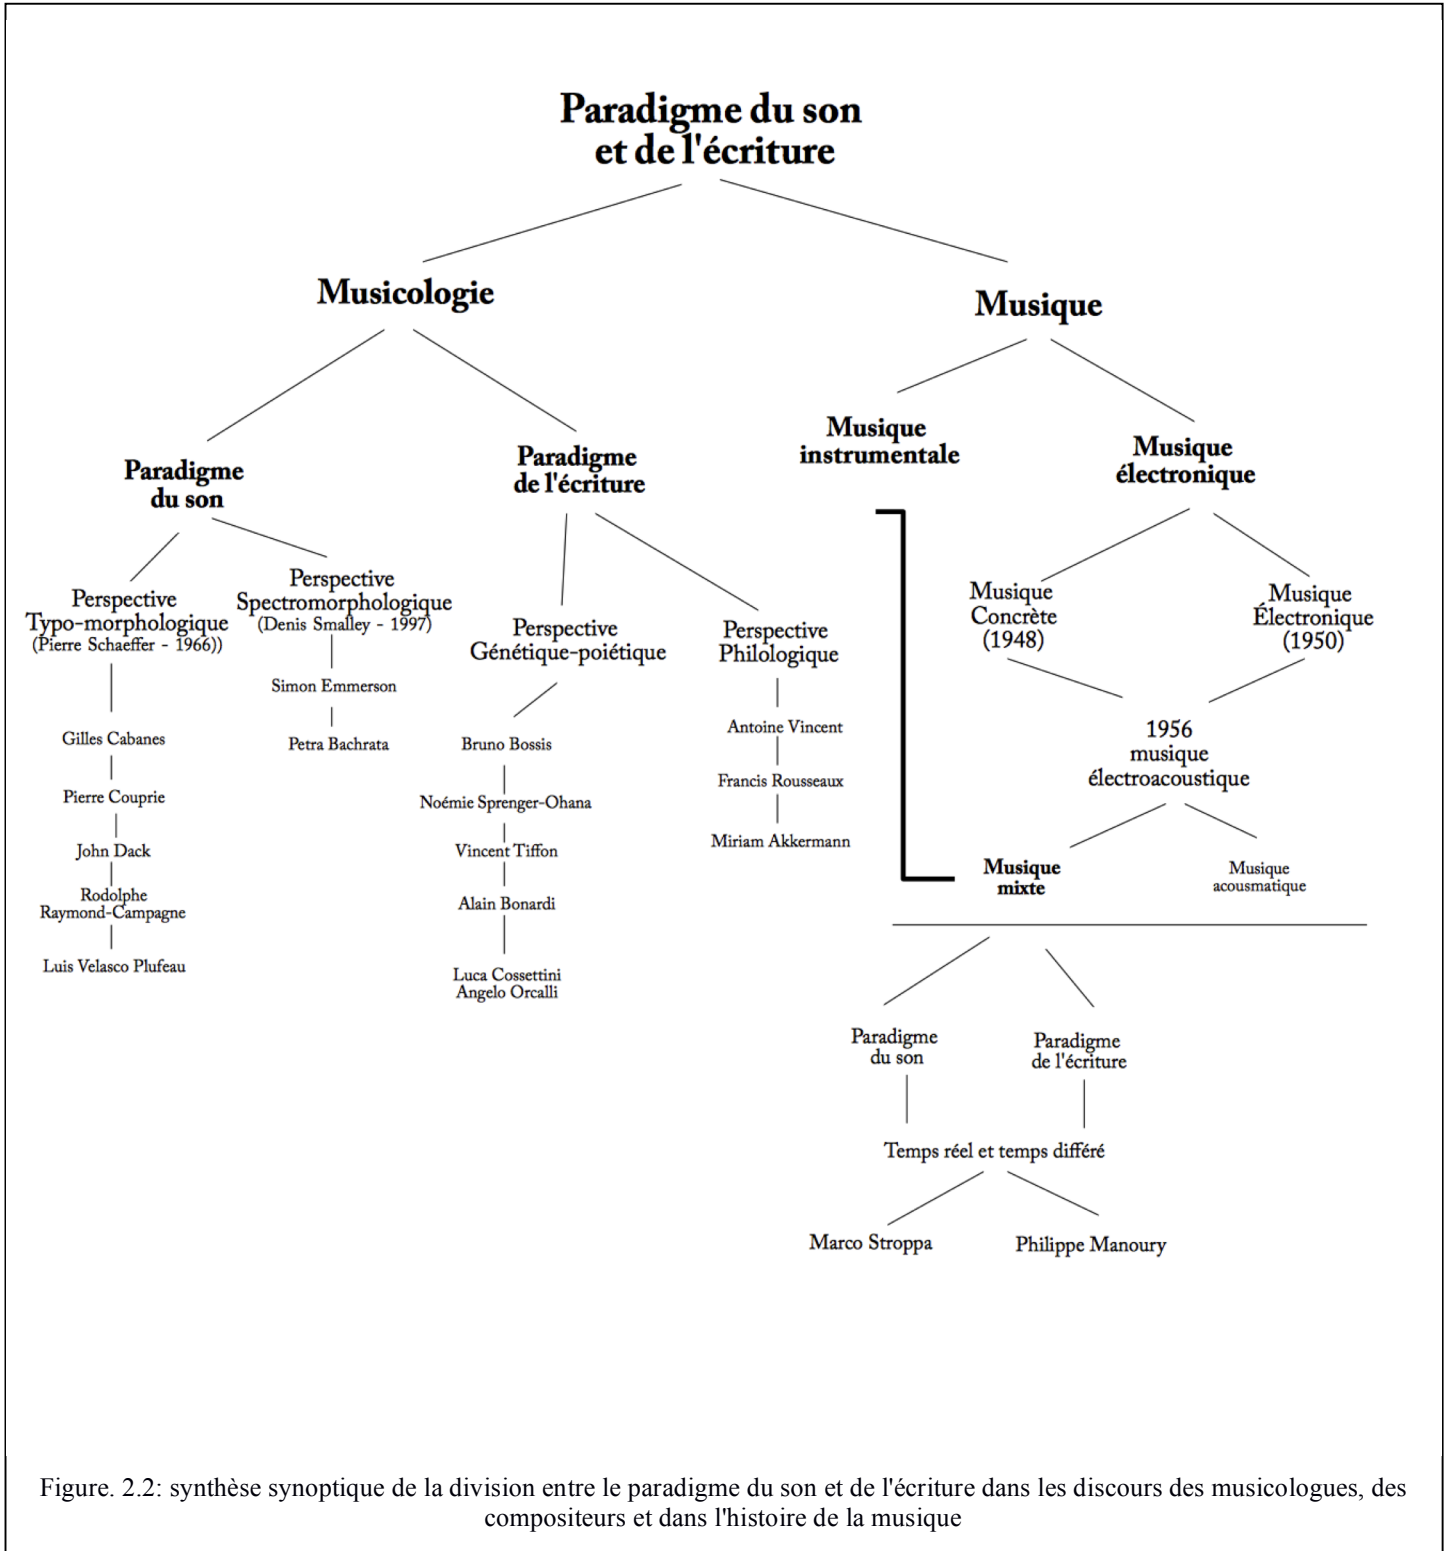 Paradigme du son
et de l'écriture
Musicologie
Musique
Paradigme
du son
Paradigme
de l'écriture
Musique
instrumentale
Musique
électronique
Perspective
Typo-morphologique
(Pierre Schaeffer - 1966))
Gilles Cabanes
Pierre Couprie
John Dack
Rodolphe
Raymond-Campagne
Luis Velasco Plufeau
Perspective
Spectromorphologique
(Denis Smalley - 1997)
Simon Emmerson
Petra Bachrata
Perspective
Génétique-poiétique
Bruno Bossis
Noémie Sprenger-Ohana
Vincent Tiffon
Alain Bonardi
Luca Cossettini
Angelo Orcalli
Perspective
Philologique
Antoine Vincent
Francis Rousseaux
Miriam Akkermann
Musique
Concrète
(1948)
Musique
Électronique
(1950)
1956
musique
électroacoustique
Musique
mixte
Musique
acousmatique
Paradigme
du son
Paradigme
de l'écriture
Temps réel et temps différé
Marco Stroppa
Philippe Manoury
Figure. 2.2: synthèse synoptique de la division entre le paradigme du son et de l'écriture dans les discours des musicologues, des
compositeurs et dans l'histoire de la musique